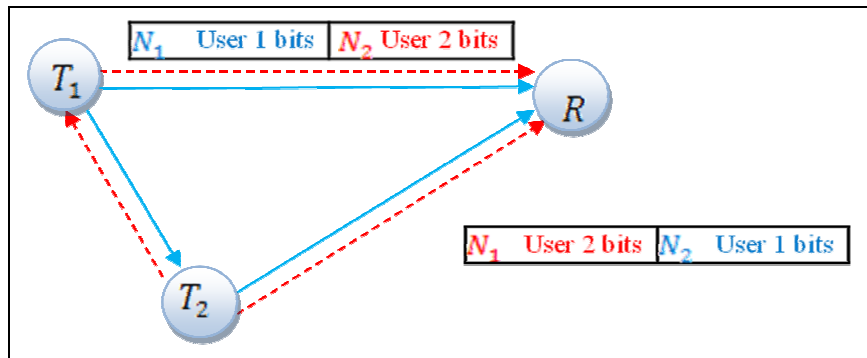 N₁ User 1 bits N₂ User 2 bits
T₁
R
N₁ User 2 bits N₂ User 1 bits
T₂